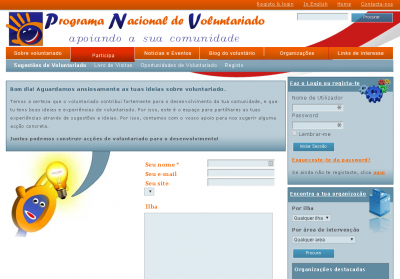 Registo & login In English Home Contacta-nos
Programa Nacional de Voluntariado
Procurar
apoiando a sua comunidade
Sobre voluntariado Participa Notícias e Eventos Blog do voluntário Organizações Links de Interesse
Sugestões de Voluntariado Livro de Visitas Oportunidades de Voluntariado Registo
Bom dia! Aguardamos ansiosamente as tuas ideias sobre voluntariado.
Temos a certeza que o voluntariado contribui fortemente para o desenvolvimento da tua comunidade, e que
tu tens boas ideias e experiências de voluntariado. Por isso, este é o espaço para partilhares as tuas
experiências através de sugestões e ideias. Por isso, contamos com o vosso apoio para nos sugerir alguma
acção concreta.
Juntos podemos construir acções de voluntariado para o desenvolvimento!
Seu nome *
Seu e-mail
Seu site
*
Ilha
Faz o Login ou regista-te
Nome de Utilizador
Password
Lembrar-me
Iniciar Sessão
Esqueceste-te da password?
Se ainda não te registaste, clica aqui
Encontra a tua organização
Por ilha
Qualquer ilha
Por área de intervenção
Qualquer area
Procurar
Organizações destacadas